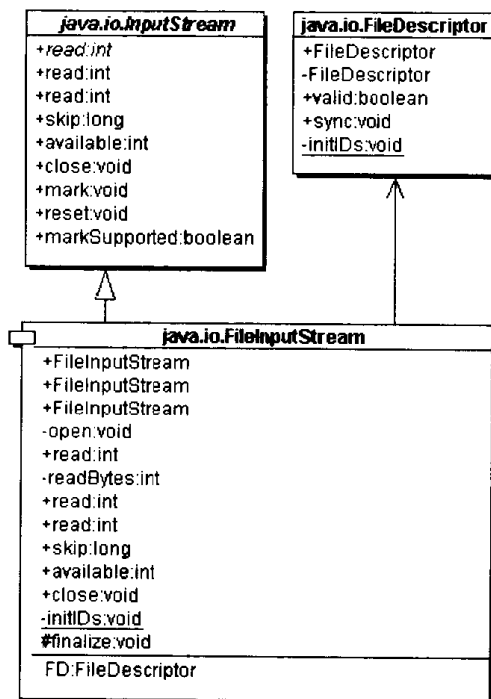 java.io.InputStream
+read:int
+read:int
+read:int
+skip:long
+available:int
+close:void
+mark:void
+reset:void
+markSupported:boolean
java.io.FileDescriptor
+FileDescriptor
-FileDescriptor
+valid:boolean
+sync:void
-initIDs:void
java.io.FileInputStream
+FileInputStream
+FileInputStream
+FileInputStream
-open:void
+read:int
-readBytes:int
+read:int
+read:int
+skip:long
+available:int
+close:void
-initIDs:void
#finalize:void
FD:FileDescriptor